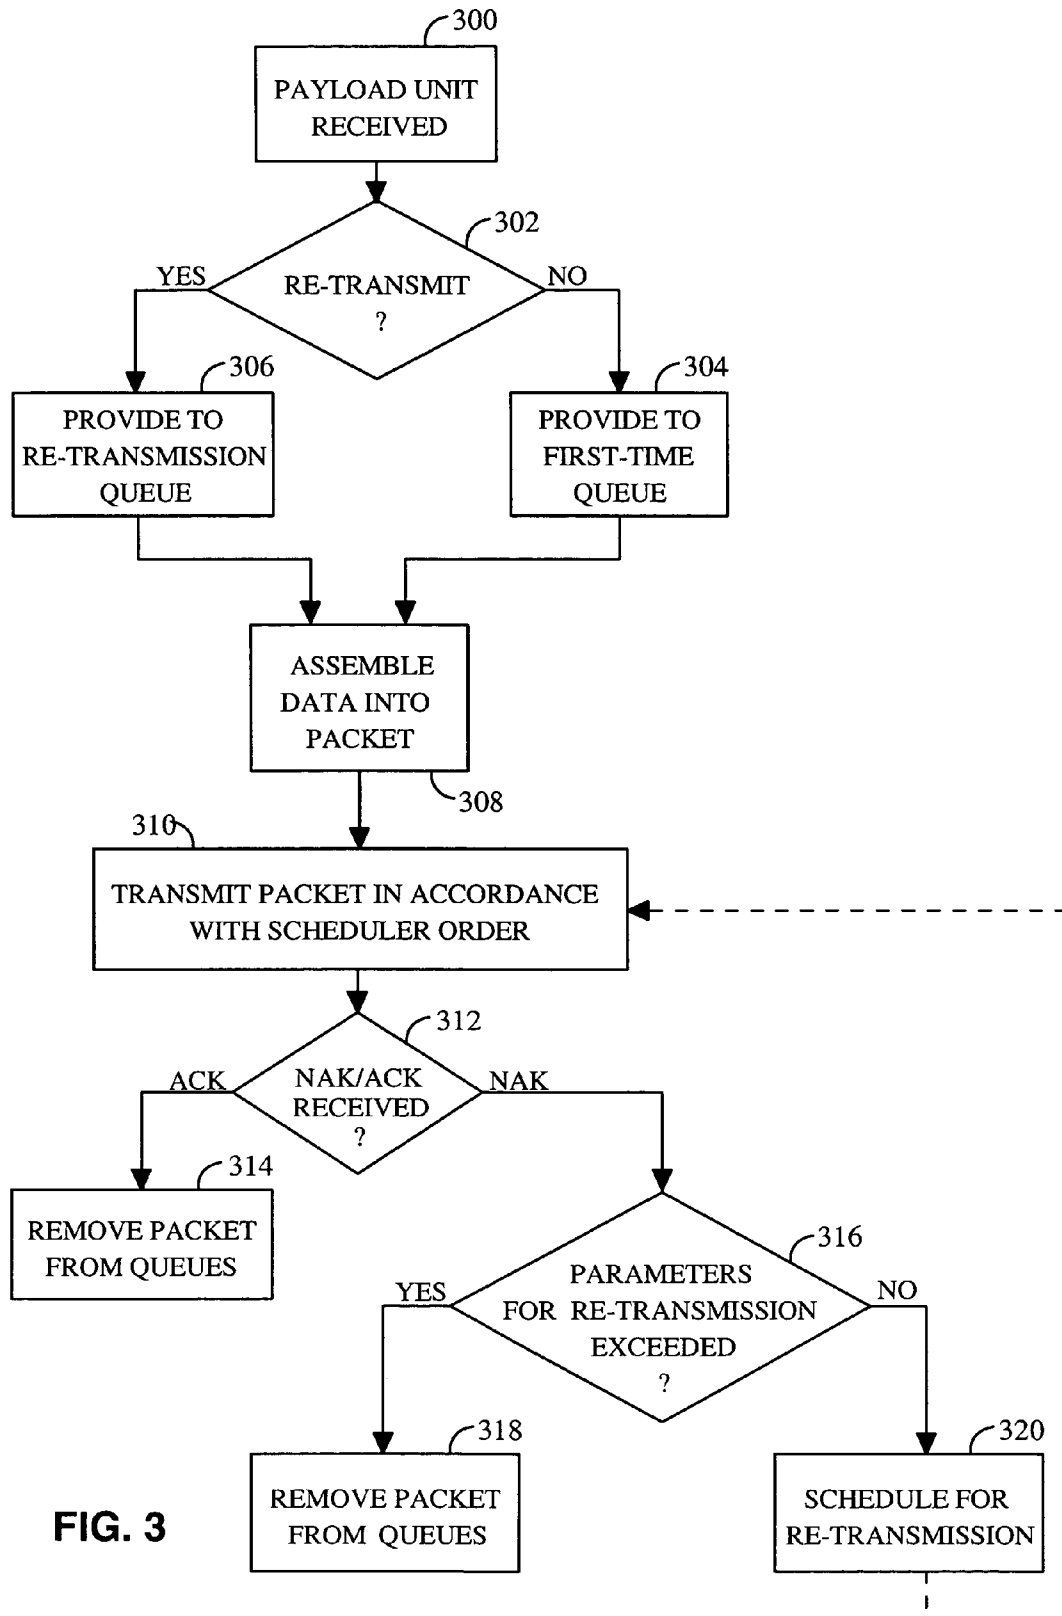 300
PAYLOAD UNIT
RECEIVED
302
YES
RE-TRANSMIT
?
NO
306
PROVIDE TO
RE-TRANSMISSION
QUEUE
304
PROVIDE TO
FIRST-TIME
QUEUE
ASSEMBLE
DATA INTO
PACKET
308
310
TRANSMIT PACKET IN ACCORDANCE
WITH SCHEDULER ORDER
312
ACK
NAK/ACK
RECEIVED
?
NAK
314
REMOVE PACKET
FROM QUEUES
316
YES
PARAMETERS
FOR RE-TRANSMISSION
EXCEEDED
?
NO
318
REMOVE PACKET
FROM QUEUES
320
SCHEDULE FOR
RE-TRANSMISSION
FIG. 3